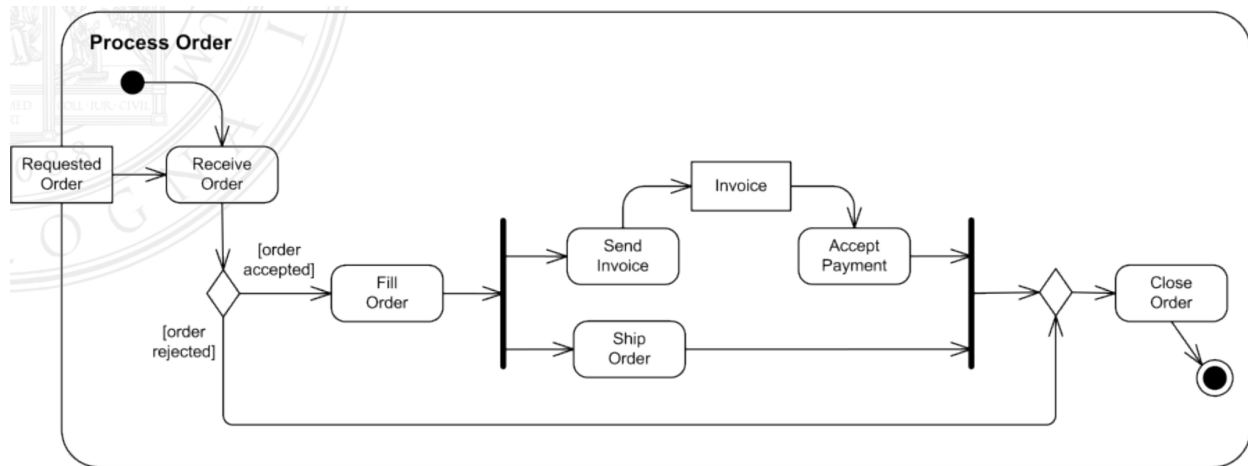 Process Order
Requested
Order
Receive
Order
[order
accepted]
[order
rejected]
Fill
Order
Send
Invoice
Invoice
Accept
Payment
Ship
Order
Close
Order